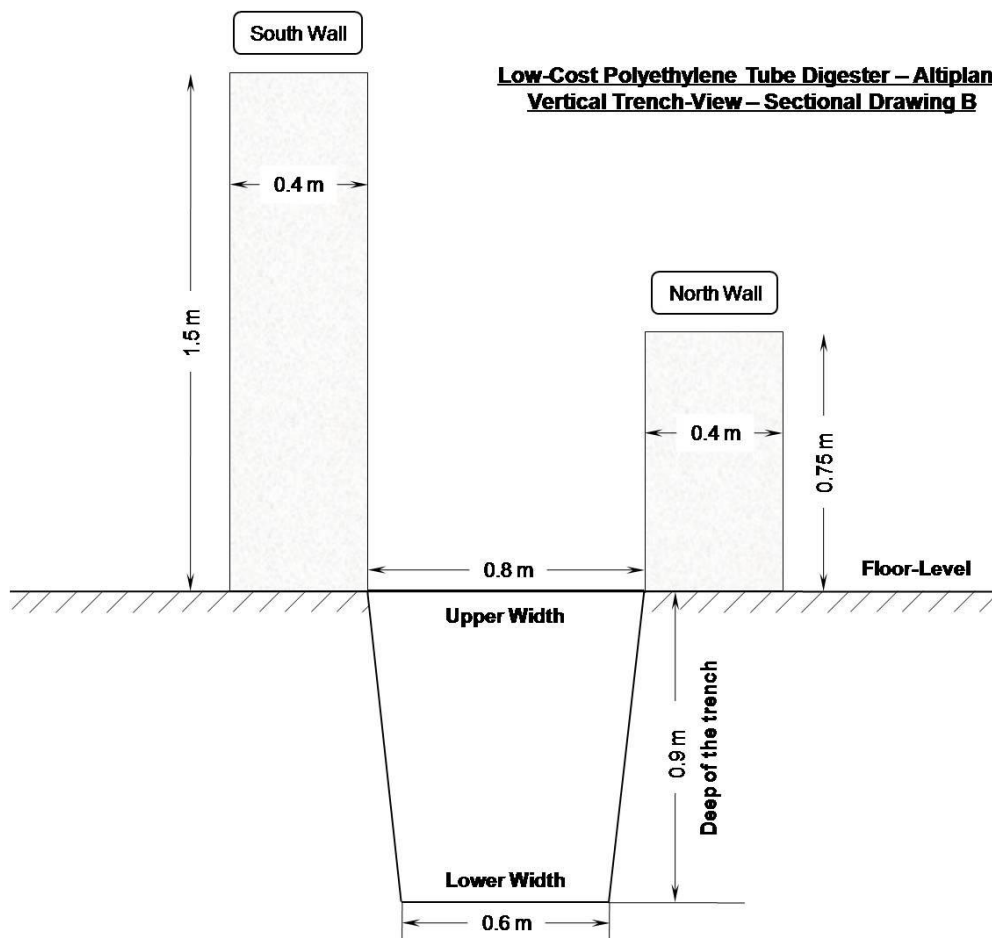 South Wall
Low-Cost Polyethylene Tube Digester – Altiplan
Vertical Trench-View – Sectional Drawing B
0.4 m
North Wall
1.5 m
0.4 m
0.75 m
0.8 m
Floor-Level
Upper Width
0.9 m
Deep of the trench
Lower Width
0.6 m